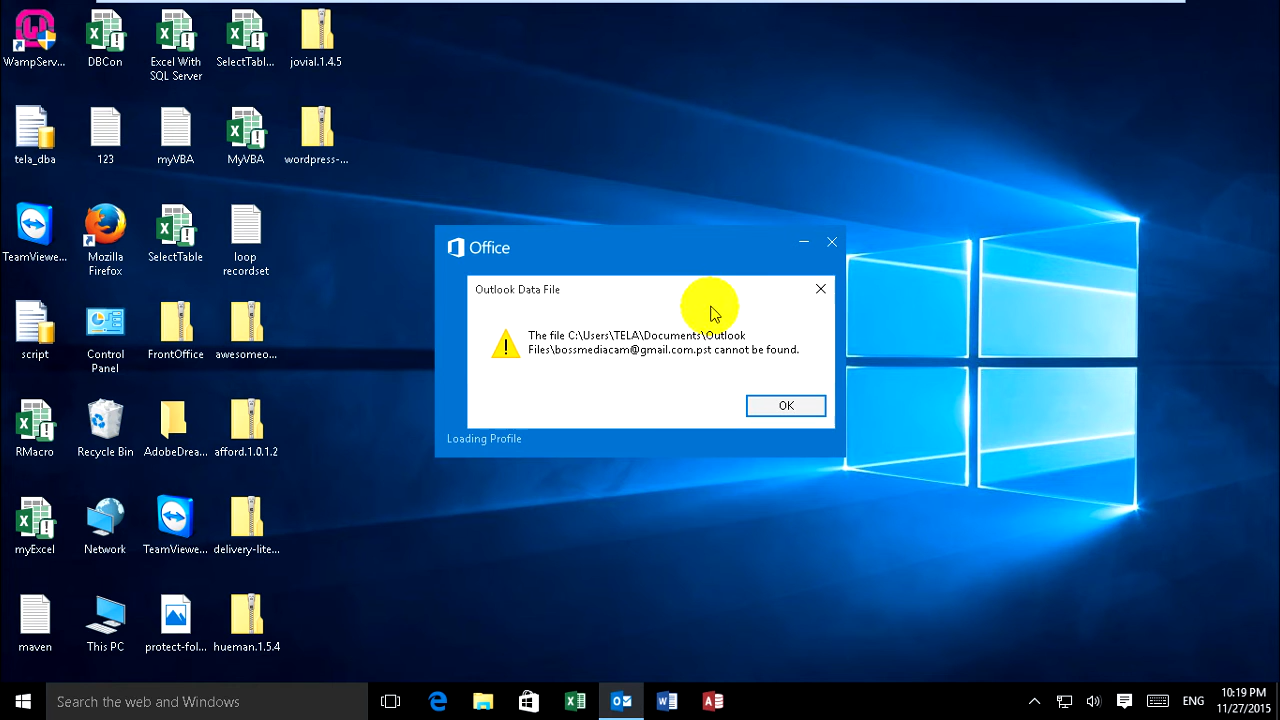 WampServ...
DBCon
Excel With
SQL Server
SelectTabl...
jovial.1.4.5
tela_dba
123
myVBA
MyVBA
wordpress-...
TeamViewe...
Mozilla
Firefox
SelectTable
loop
recordset
script
Control
Panel
FrontOffice
awesomeo...
RMacro
Recycle Bin
AdobeDrea...
afford.1.0.1.2
myExcel
Network
TeamViewe...
delivery-lite...
maven
This PC
protect-fol...
hueman.1.5.4
Office
Outlook Data File
The file C:\Users\TELA\Documents\Outlook
Files\bossmediacam@gmail.com.pst cannot be found.
OK
Loading Profile
Search the web and Windows
ENG
10:19 PM
11/27/2015